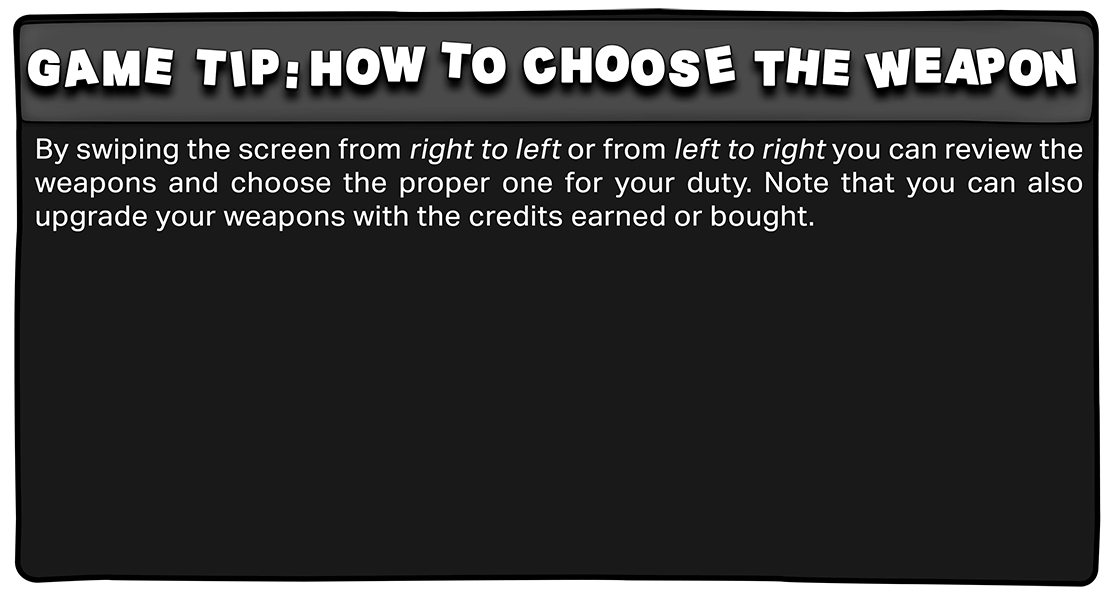 GAME TIP: HOW TO CHOOSE THE WEAPON
By swiping the screen from right to left or from left to right you can review the
weapons and choose the proper one for your duty. Note that you can also
upgrade your weapons with the credits earned or bought.